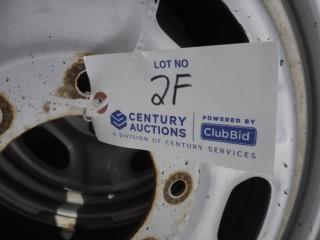 LOT NO
2F
CENTURY
AUCTIONS
POWERED BY
ClubBid
A DIVISION OF CENTURY SERVICES